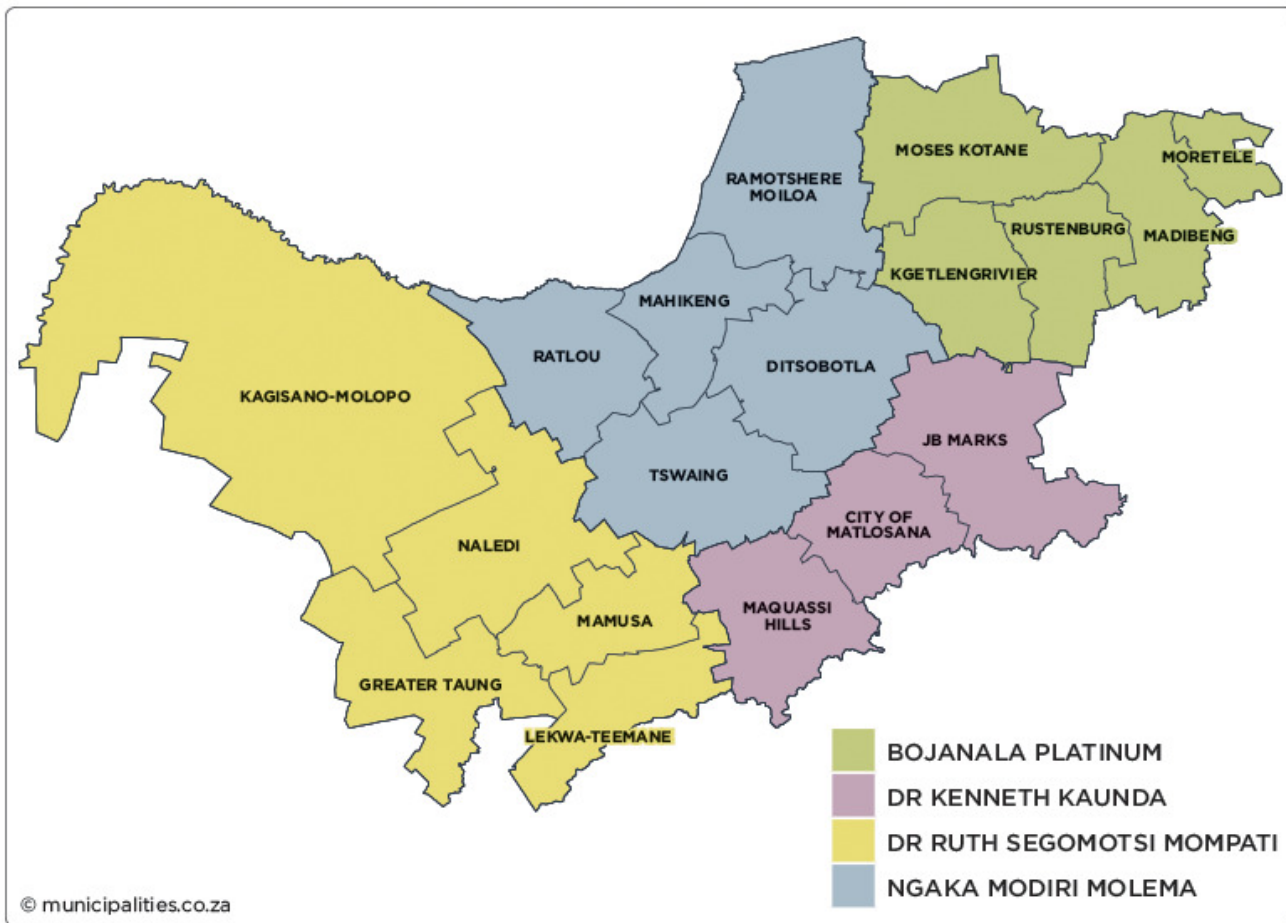 MOSES KOTANE
MORETELE
RAMOTSHERE
MOILOA
RUSTENBURG
MADIBENG
KGETLENGRIVIER
MAHIKENG
RATLOU
DITSOBOTLA
KAGISANO-MOLOPO
JB MARKS
TSWAING
CITY OF
MATLOSANA
NALEDI
MAQUASSI
HILLS
MAMUSA
GREATER TAUNG
LEKWA-TEEMANE
BOJANALA PLATINUM
DR KENNETH KAUNDA
DR RUTH SEGOMOTSI MOMPATI
NGAKA MODIRI MOLEMA
© municipalities.co.za